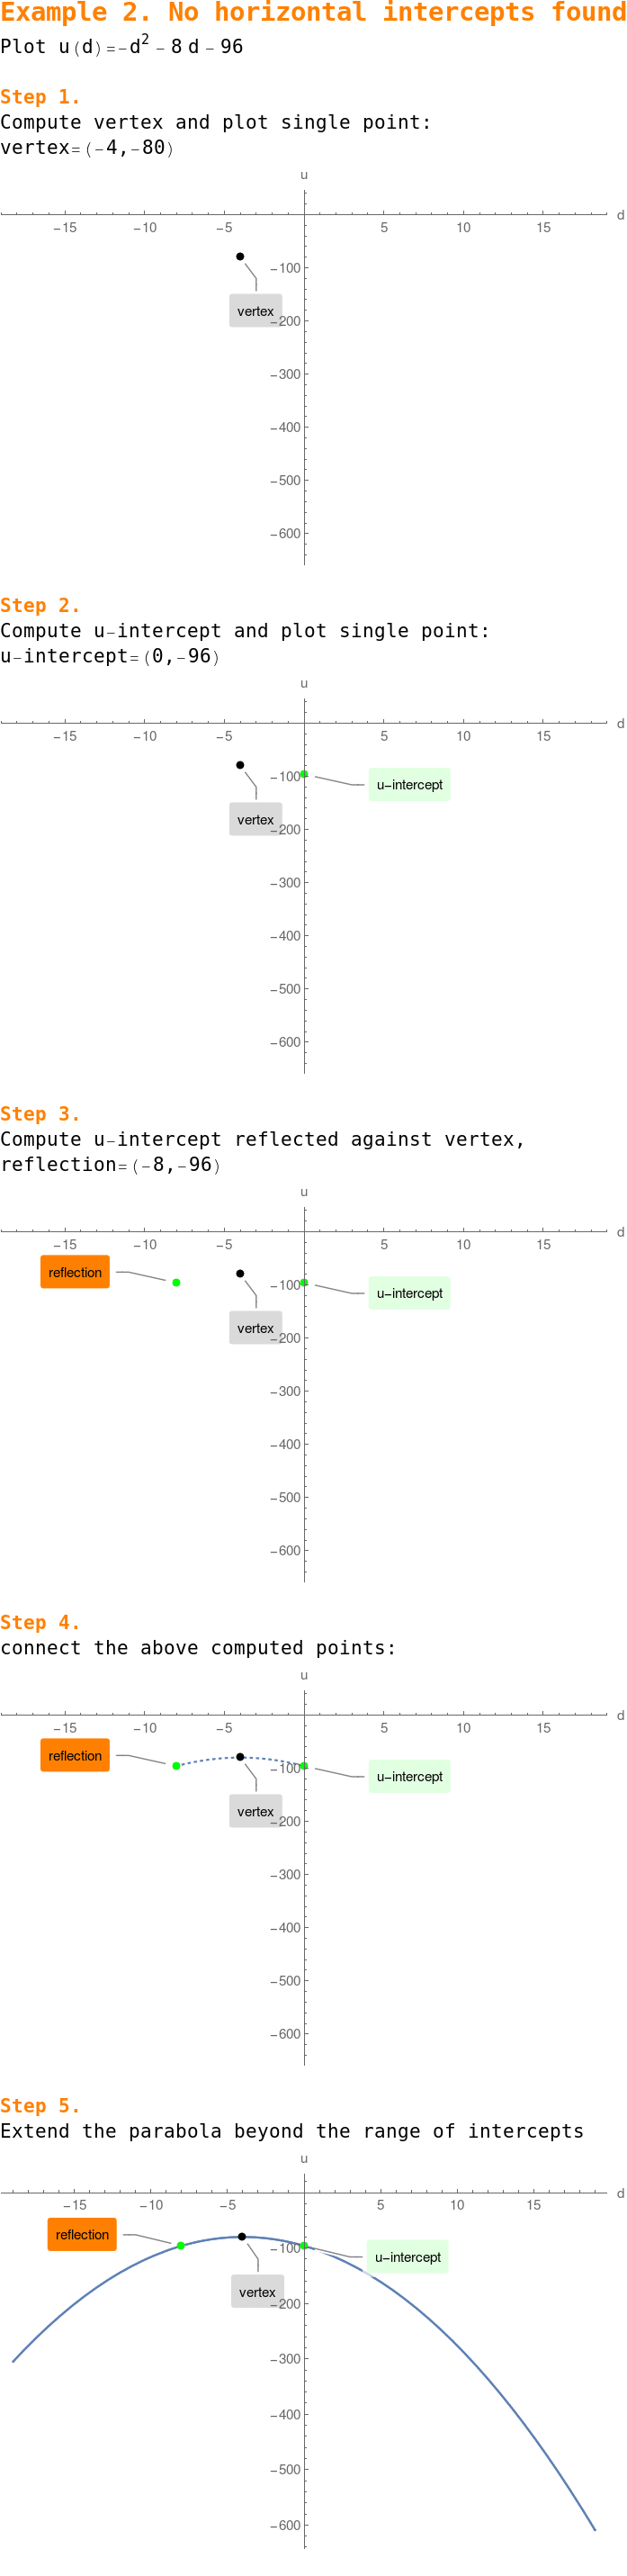 Example 2. No horizontal intercepts found
Plot u(d)=-d² - 8 d - 96
Step 1.
Compute vertex and plot single point:
vertex=(-4,-80)
u
d
-15 -10 -5 5 10 15
-100
vertex
-200
-300
-400
-500
-600
Step 2.
Compute u-intercept and plot single point:
u-intercept=(0,-96)
u
d
-15 -10 -5 5 10 15
-100
u-intercept
vertex
-200
-300
-400
-500
-600
Step 3.
Compute u-intercept reflected against vertex,
reflection=(-8,-96)
u
d
-15 -10 -5 5 10 15
reflection
-100
u-intercept
vertex
-200
-300
-400
-500
-600
Step 4.
connect the above computed points:
u
d
-15 -10 -5 5 10 15
reflection
-100
u-intercept
vertex
-200
-300
-400
-500
-600
Step 5.
Extend the parabola beyond the range of intercepts
u
d
-15 -10 -5 5 10 15
reflection
-100
u-intercept
vertex
-200
-300
-400
-500
-600